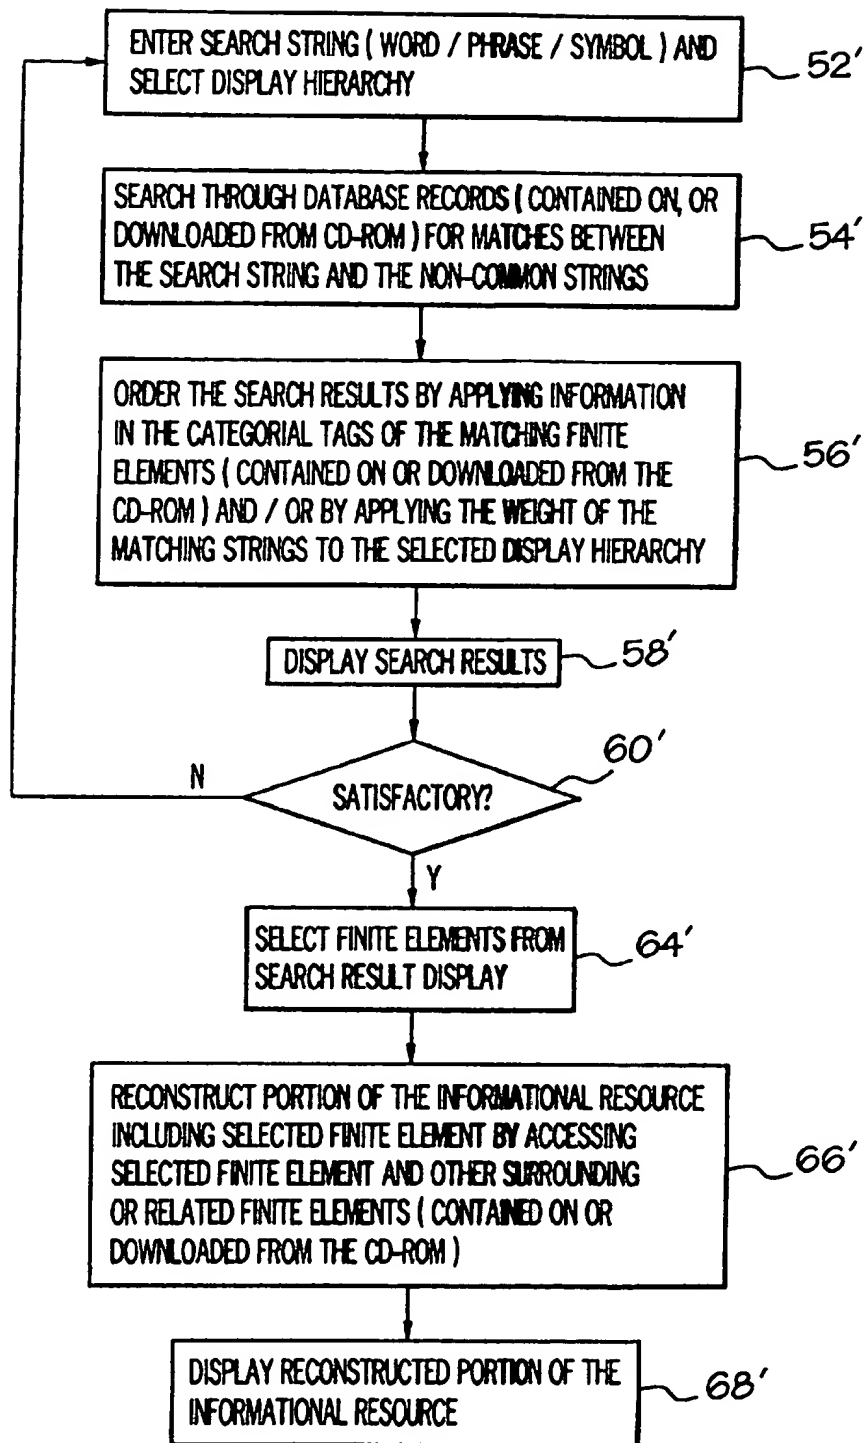 ENTER SEARCH STRING ( WORD / PHRASE / SYMBOL ) AND
SELECT DISPLAY HIERARCHY
52'
SEARCH THROUGH DATABASE RECORDS ( CONTAINED ON, OR
DOWNLOADED FROM CD-ROM ) FOR MATCHES BETWEEN
THE SEARCH STRING AND THE NON-COMMON STRINGS
54'
ORDER THE SEARCH RESULTS BY APPLYING INFORMATION
IN THE CATEGORIAL TAGS OF THE MATCHING FINITE
ELEMENTS ( CONTAINED ON OR DOWNLOADED FROM THE
CD-ROM ) AND / OR BY APPLYING THE WEIGHT OF THE
MATCHING STRINGS TO THE SELECTED DISPLAY HIERARCHY
56'
DISPLAY SEARCH RESULTS
58'
SATISFACTORY?
60'
N
Y
SELECT FINITE ELEMENTS FROM
SEARCH RESULT DISPLAY
64'
RECONSTRUCT PORTION OF THE INFORMATIONAL RESOURCE
INCLUDING SELECTED FINITE ELEMENT BY ACCESSING
SELECTED FINITE ELEMENT AND OTHER SURROUNDING
OR RELATED FINITE ELEMENTS ( CONTAINED ON OR
DOWNLOADED FROM THE CD-ROM )
66'
DISPLAY RECONSTRUCTED PORTION OF THE
INFORMATIONAL RESOURCE
68'